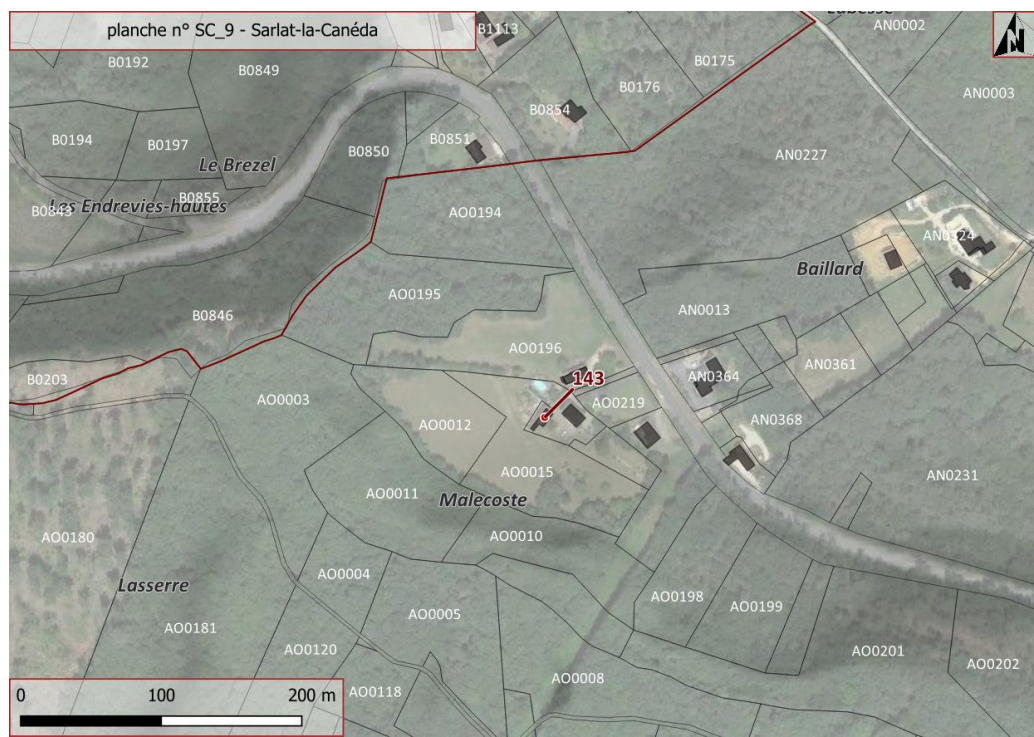 planche n° SC_9 - Sarlat-la-Canéda
N
B1113
Labesse
AN0002
B0192
B0849
B0175
B0176
AN0003
B0854
B0194
B0197
B0851
B0850
AN0227
Le Brezel
B0855
Les Endrevies-hautes
B0843
AO0194
AN0324
Baillard
AO0195
B0846
AN0013
AO0196
AN0361
B0203
143
AN0364
AO0003
AO0219
AO0012
AN0368
AO0015
AN0231
AO0011
Malecoste
AO0180
AO0010
AO0004
Lasserre
AO0198
AO0199
AO0005
AO0181
AO0120
AO0201
AO0202
AO0008
AO0118
0 100 200 m